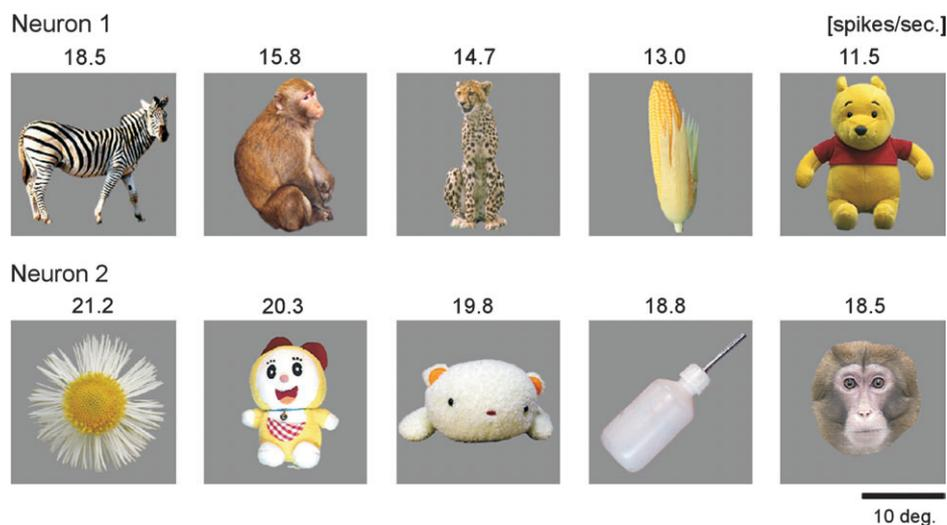 Neuron 1 [spikes/sec.]
18.5 15.8 14.7 13.0 11.5
Neuron 2
21.2 20.3 19.8 18.8 18.5
10 deg.